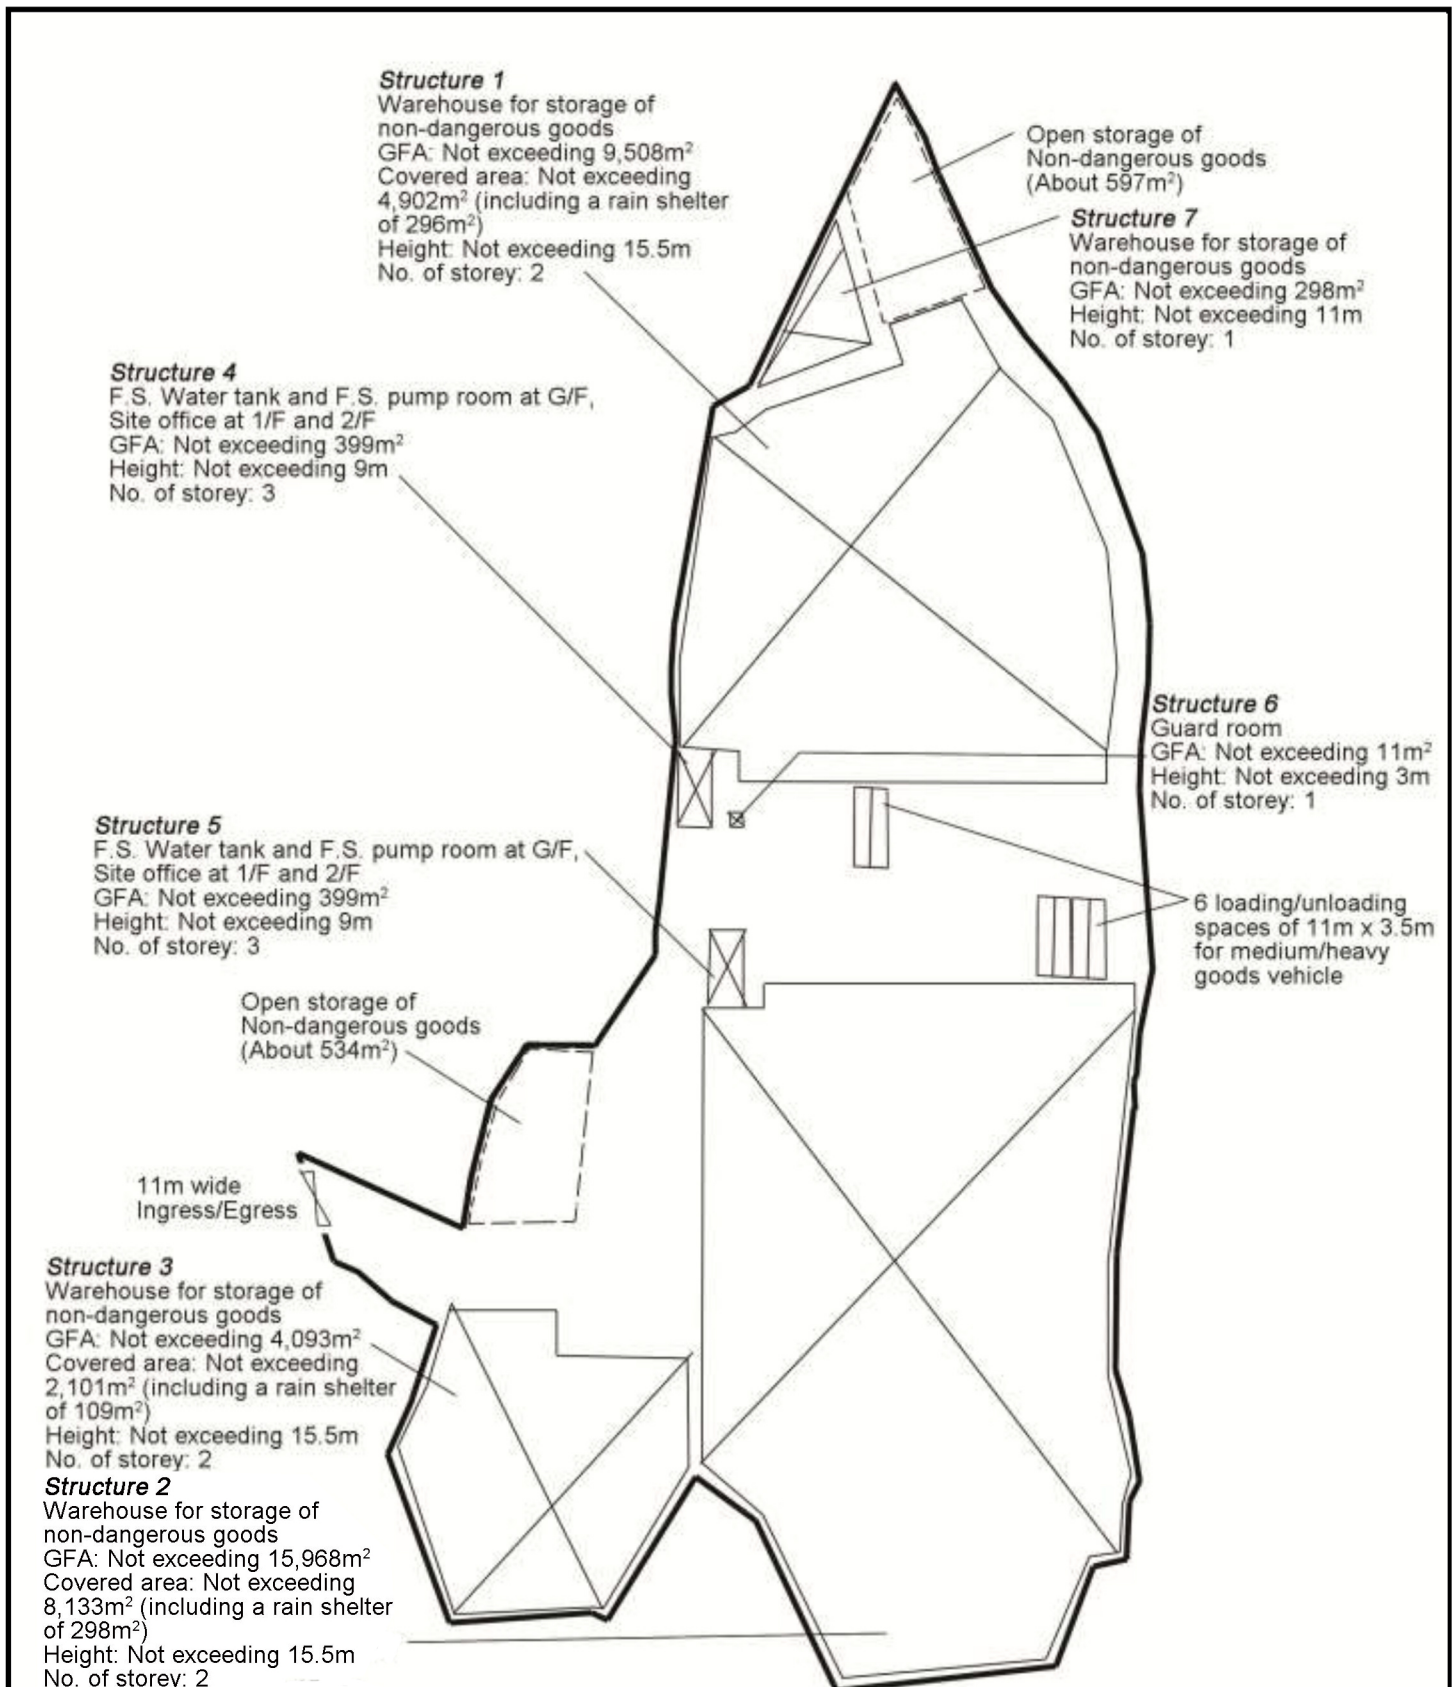 Structure 1
Warehouse for storage of
non-dangerous goods
GFA: Not exceeding 9,508m²
Covered area: Not exceeding
4,902m² (including a rain shelter
of 296m²)
Height: Not exceeding 15.5m
No. of storey: 2
Open storage of
Non-dangerous goods
(About 597m²)
Structure 7
Warehouse for storage of
non-dangerous goods
GFA: Not exceeding 298m²
Height: Not exceeding 11m
No. of storey: 1
Structure 4
F.S. Water tank and F.S. pump room at G/F,
Site office at 1/F and 2/F
GFA: Not exceeding 399m²
Height: Not exceeding 9m
No. of storey: 3
Structure 6
Guard room
GFA: Not exceeding 11m²
Height: Not exceeding 3m
No. of storey: 1
Structure 5
F.S. Water tank and F.S. pump room at G/F,
Site office at 1/F and 2/F
GFA: Not exceeding 399m²
Height: Not exceeding 9m
No. of storey: 3
6 loading/unloading
spaces of 11m x 3.5m
for medium/heavy
goods vehicle
Open storage of
Non-dangerous goods
(About 534m²)
11m wide
Ingress/Egress
Structure 3
Warehouse for storage of
non-dangerous goods
GFA: Not exceeding 4,093m²
Covered area: Not exceeding
2,101m² (including a rain shelter
of 109m²)
Height: Not exceeding 15.5m
No. of storey: 2
Structure 2
Warehouse for storage of
non-dangerous goods
GFA: Not exceeding 15,968m²
Covered area: Not exceeding
8,133m² (including a rain shelter
of 298m²)
Height: Not exceeding 15.5m
No. of storey: 2